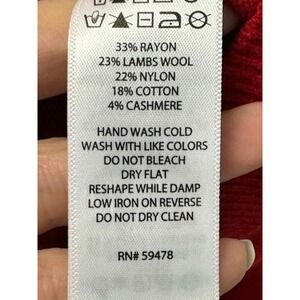 33% RAYON
23% LAMBS WOOL
22% NYLON
18% COTTON
4% CASHMERE
HAND WASH COLD
WASH WITH LIKE COLORS
DO NOT BLEACH
DRY FLAT
RESHAPE WHILE DAMP
LOW IRON ON REVERSE
DO NOT DRY CLEAN
RN# 59478